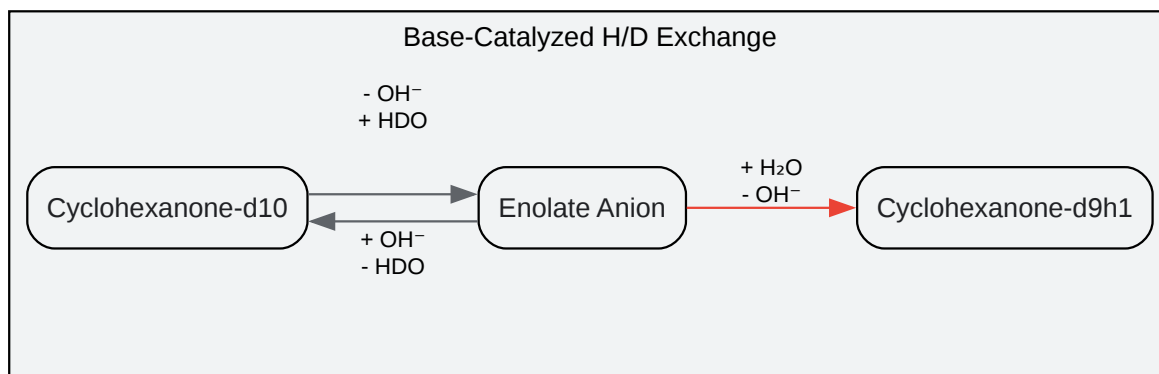 Base-Catalyzed H/D Exchange
- OH⁻
+ HDO
Cyclohexanone-d10
Enolate Anion
+ H₂O
- OH⁻
Cyclohexanone-d9h1
+ OH⁻
- HDO